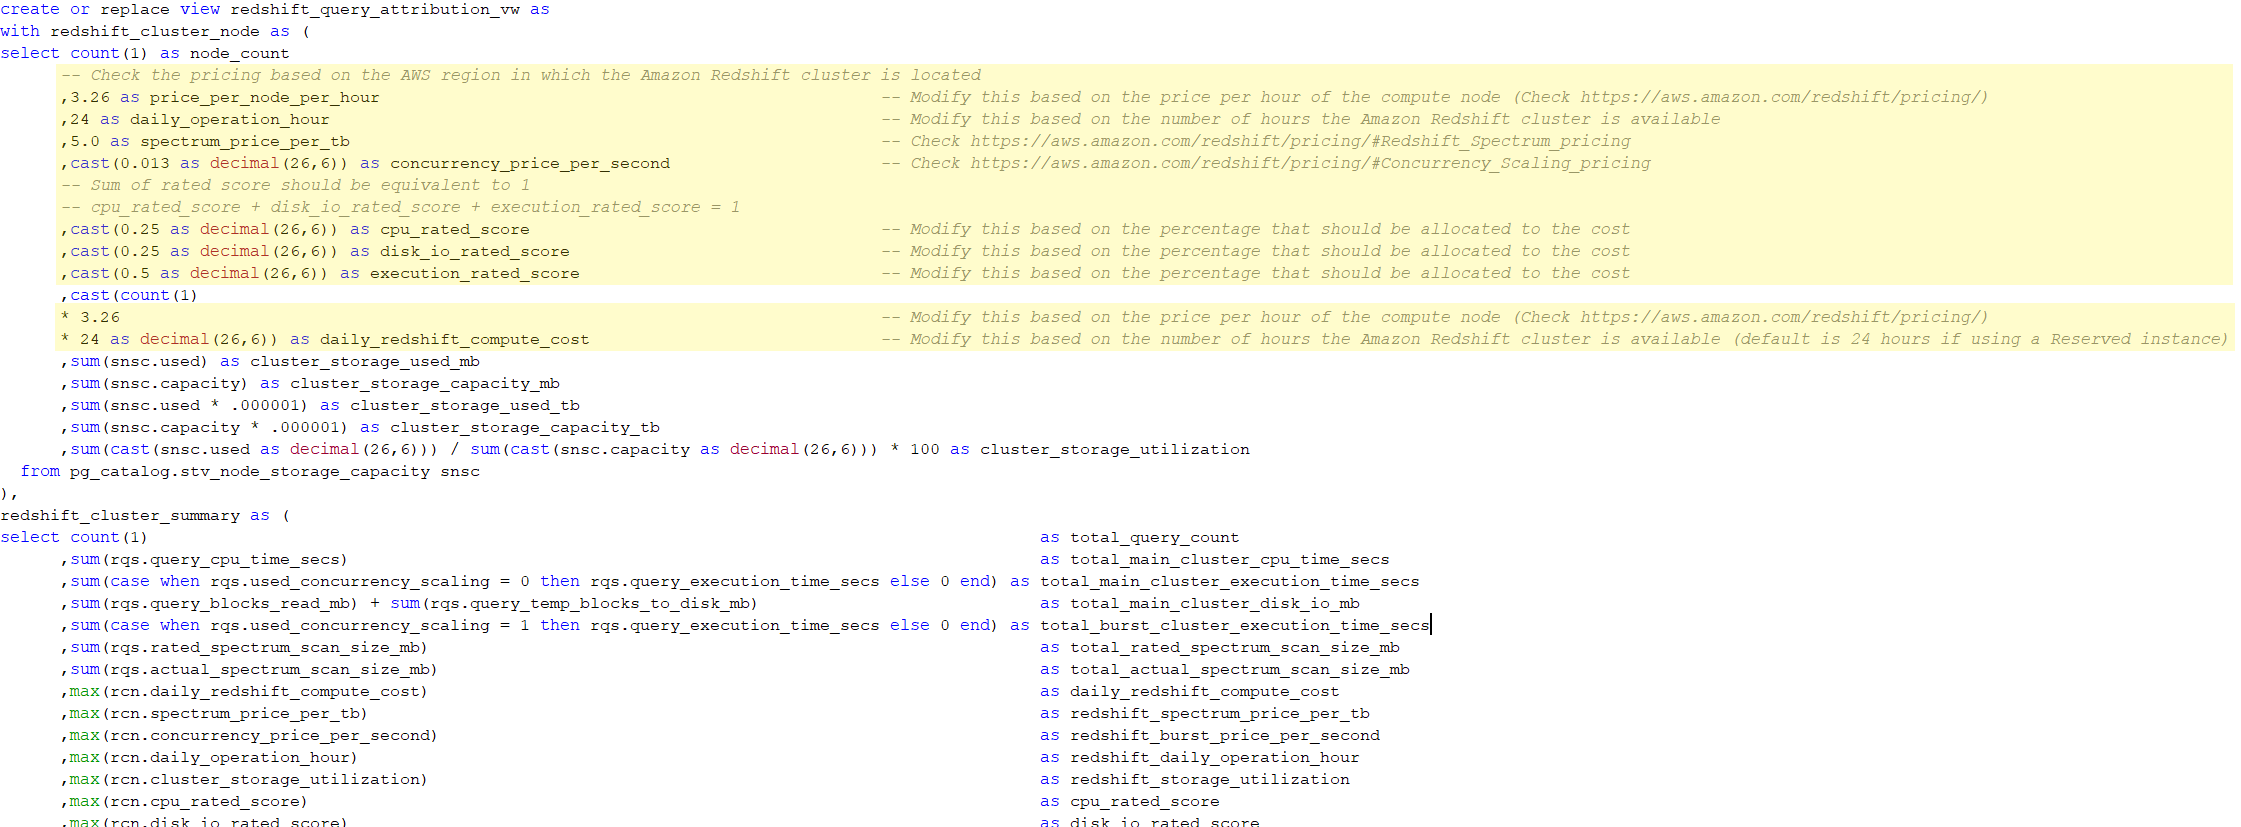 create or replace view redshift_query_attribution_vw as
with redshift_cluster_node as (
select count(1) as node_count
-- Check the pricing based on the AWS region in which the Amazon Redshift cluster is located
,3.26 as price_per_node_per_hour -- Modify this based on the price per hour of the compute node (Check https://aws.amazon.com/redshift/pricing/)
,24 as daily_operation_hour -- Modify this based on the number of hours the Amazon Redshift cluster is available
,5.0 as spectrum_price_per_tb -- Check https://aws.amazon.com/redshift/pricing/#Redshift_Spectrum_pricing
,cast(0.013 as decimal(26,6)) as concurrency_price_per_second -- Check https://aws.amazon.com/redshift/pricing/#Concurrency_Scaling_pricing
-- Sum of rated score should be equivalent to 1
-- cpu_rated_score + disk_io_rated_score + execution_rated_score = 1
,cast(0.25 as decimal(26,6)) as cpu_rated_score -- Modify this based on the percentage that should be allocated to the cost
,cast(0.25 as decimal(26,6)) as disk_io_rated_score -- Modify this based on the percentage that should be allocated to the cost
,cast(0.5 as decimal(26,6)) as execution_rated_score -- Modify this based on the percentage that should be allocated to the cost
,cast(count(1)
* 3.26 -- Modify this based on the price per hour of the compute node (Check https://aws.amazon.com/redshift/pricing/)
* 24 as decimal(26,6)) as daily_redshift_compute_cost -- Modify this based on the number of hours the Amazon Redshift cluster is available (default is 24 hours if using a Reserved instance)
,sum(snsc.used) as cluster_storage_used_mb
,sum(snsc.capacity) as cluster_storage_capacity_mb
,sum(snsc.used * .000001) as cluster_storage_used_tb
,sum(snsc.capacity * .000001) as cluster_storage_capacity_tb
,sum(cast(snsc.used as decimal(26,6))) / sum(cast(snsc.capacity as decimal(26,6))) * 100 as cluster_storage_utilization
from pg_catalog.stv_node_storage_capacity snsc
),
redshift_cluster_summary as (
select count(1) as total_query_count
,sum(rqs.query_cpu_time_secs) as total_main_cluster_cpu_time_secs
,sum(case when rqs.used_concurrency_scaling = 0 then rqs.query_execution_time_secs else 0 end) as total_main_cluster_execution_time_secs
,sum(rqs.query_blocks_read_mb) + sum(rqs.query_temp_blocks_to_disk_mb) as total_main_cluster_disk_io_mb
,sum(case when rqs.used_concurrency_scaling = 1 then rqs.query_execution_time_secs else 0 end) as total_burst_cluster_execution_time_secs
,sum(rqs.rated_spectrum_scan_size_mb) as total_rated_spectrum_scan_size_mb
,sum(rqs.actual_spectrum_scan_size_mb) as total_actual_spectrum_scan_size_mb
,max(rcn.daily_redshift_compute_cost) as daily_redshift_compute_cost
,max(rcn.spectrum_price_per_tb) as redshift_spectrum_price_per_tb
,max(rcn.concurrency_price_per_second) as redshift_burst_price_per_second
,max(rcn.daily_operation_hour) as redshift_daily_operation_hour
,max(rcn.cluster_storage_utilization) as redshift_storage_utilization
,max(rcn.cpu_rated_score) as cpu_rated_score
,max(rcn.disk_io_rated_score) as disk_io_rated_score